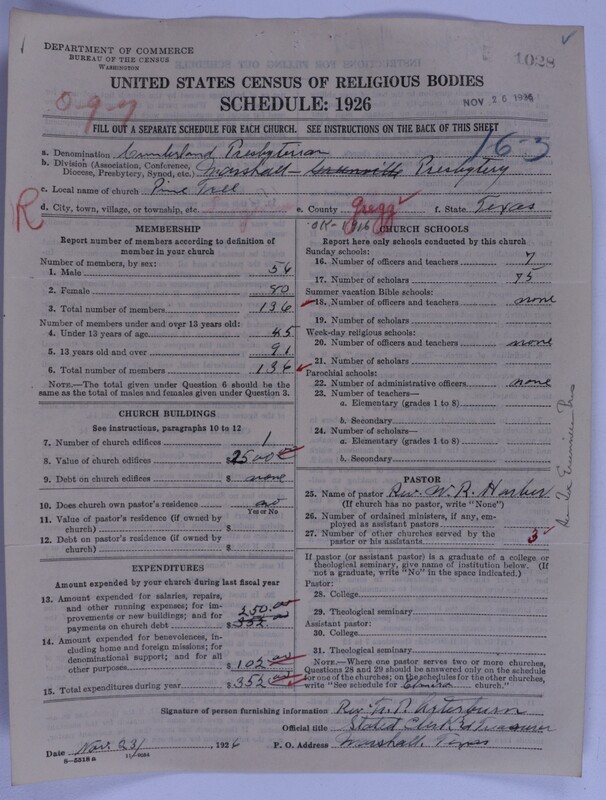 DEPARTMENT OF COMMERCE
BUREAU OF THE CENSUS
WASHINGTON
1028
UNITED STATES CENSUS OF RELIGIOUS BODIES
SCHEDULE: 1926
NOV 26 1926
0-9-7
FILL OUT A SEPARATE SCHEDULE FOR EACH CHURCH. SEE INSTRUCTIONS ON THE BACK OF THIS SHEET
16-3
a. Denomination Cumberland Presbyterian
b. Division (Association, Conference, Diocese, Presbytery, Synod, etc.) Marshall - Greenville Presbytery
c. Local name of church Pine Tree
R
d. City, town, village, or township, etc.
e. County Gregg
f. State Texas
MEMBERSHIP
Report number of members according to definition of member in your church
Number of members, by sex:
1. Male 56
2. Female 80
3. Total number of members 136
Number of members under and over 13 years old:
4. Under 13 years of age 45
5. 13 years old and over 91
6. Total number of members 136
NOTE.—The total given under Question 6 should be the same as the total of males and females given under Question 3.
CHURCH BUILDINGS
See instructions, paragraphs 10 to 12
7. Number of church edifices 1
8. Value of church edifices $ 2500
9. Debt on church edifices $ none
10. Does church own pastor's residence? no
Yes or No
11. Value of pastor's residence (if owned by church) $
12. Debt on pastor's residence (if owned by church) $
EXPENDITURES
Amount expended by your church during last fiscal year
13. Amount expended for salaries, repairs, and other running expenses; for improvements or new buildings; and for payments on church debt $ 250.00
352.
14. Amount expended for benevolences, including home and foreign missions; for denominational support; and for all other purposes $ 102.00
15. Total expenditures during year $ 352.00
OK- 1916
CHURCH SCHOOLS
Report here only schools conducted by this church
Sunday schools:
16. Number of officers and teachers 7
17. Number of scholars 75
Summer vacation Bible schools:
18. Number of officers and teachers none
19. Number of scholars
Week-day religious schools:
20. Number of officers and teachers none
21. Number of scholars
Parochial schools:
22. Number of administrative officers none
23. Number of teachers—
a. Elementary (grades 1 to 8)
b. Secondary
24. Number of scholars—
a. Elementary (grades 1 to 8)
b. Secondary
PASTOR
25. Name of pastor Rev. W. R. Harber
(If church has no pastor, write "None")
26. Number of ordained ministers, if any, employed as assistant pastors
27. Number of other churches served by the pastor or his assistants 3
If pastor (or assistant pastor) is a graduate of a college or theological seminary, give name of institution below. (If not a graduate, write "No" in the space indicated.)
Pastor:
28. College
29. Theological seminary
Assistant pastor:
30. College
31. Theological seminary
NOTE.—Where one pastor serves two or more churches, Questions 28 and 29 should be answered only on the schedule for one of the churches; on the schedules for the other churches, write "See schedule for Elmira church."
Signature of person furnishing information Rev. N. P. Arterburn
Official title Stated Clerk & Treasurer
Date Nov. 23, 1926
P. O. Address Marshall, Texas
8-5518 a